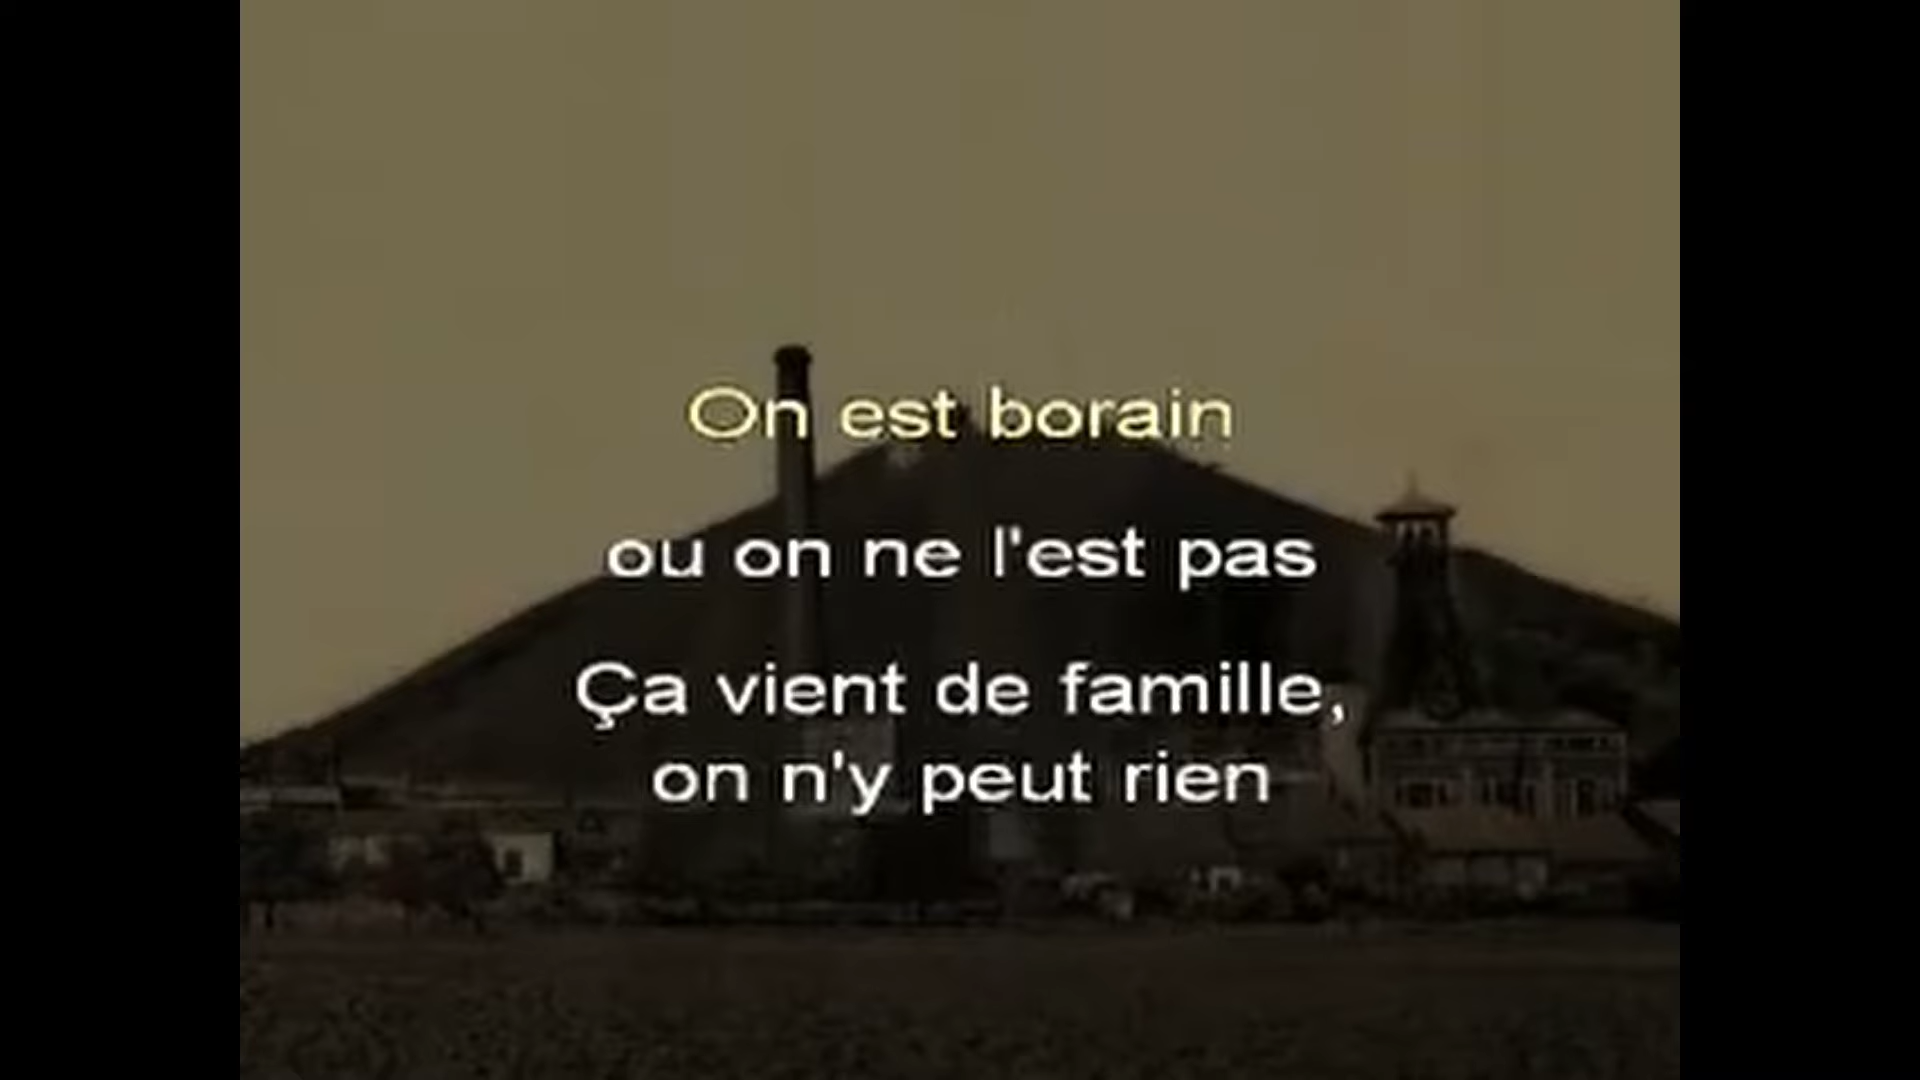 On est borain
ou on ne l'est pas
Ça vient de famille,
on n'y peut rien